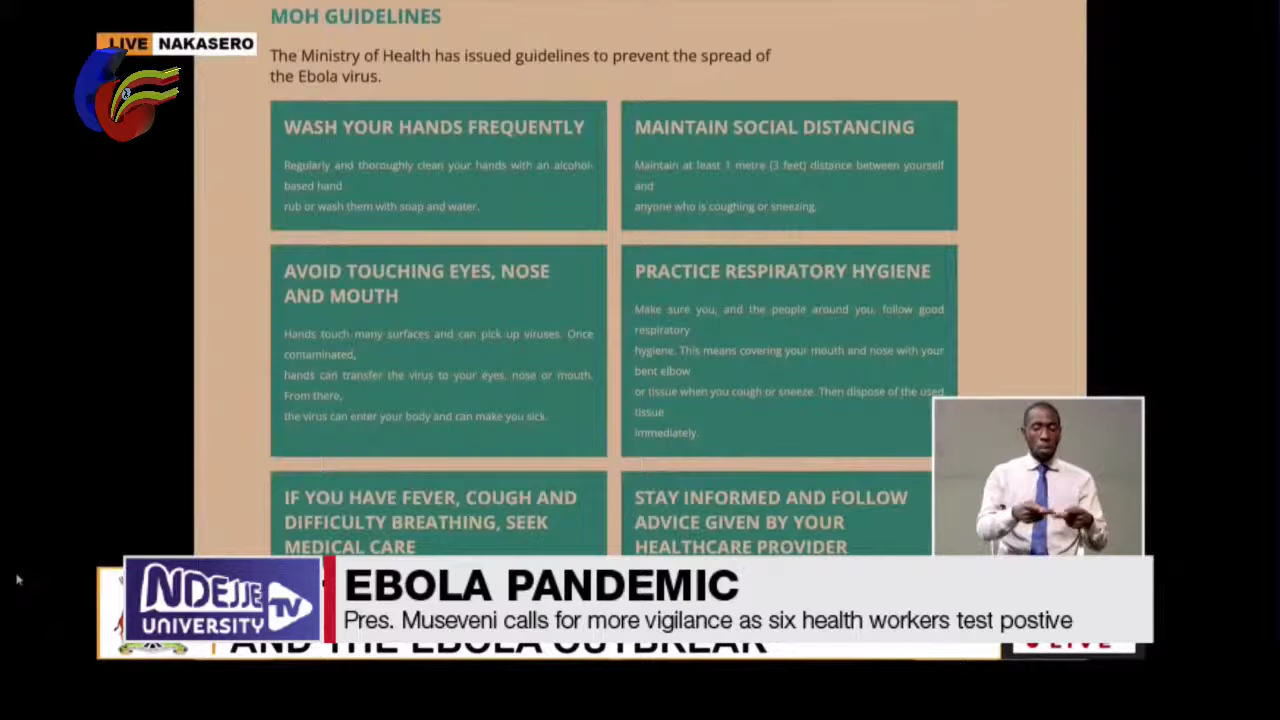 MOH GUIDELINES
LIVE NAKASERO
The Ministry of Health has issued guidelines to prevent the spread of
the Ebola virus.
WASH YOUR HANDS FREQUENTLY
Regularly and thoroughly clean your hands with an alcohol-
based hand
rub or wash them with soap and water.
MAINTAIN SOCIAL DISTANCING
Maintain at least 1 metre (3 feet) distance between yourself
and
anyone who is coughing or sneezing.
AVOID TOUCHING EYES, NOSE
AND MOUTH
Hands touch many surfaces and can pick up viruses. Once
contaminated,
hands can transfer the virus to your eyes, nose or mouth.
From there,
the virus can enter your body and can make you sick.
PRACTICE RESPIRATORY HYGIENE
Make sure you, and the people around you, follow good
respiratory
hygiene. This means covering your mouth and nose with your
bent elbow
or tissue when you cough or sneeze. Then dispose of the used
tissue
immediately.
IF YOU HAVE FEVER, COUGH AND
DIFFICULTY BREATHING, SEEK
MEDICAL CARE
STAY INFORMED AND FOLLOW
ADVICE GIVEN BY YOUR
HEALTHCARE PROVIDER
NDEJJE
TV
UNIVERSITY
EBOLA PANDEMIC
Pres. Museveni calls for more vigilance as six health workers test postive
AND THE EBOLA OUTBREAK
LIVE